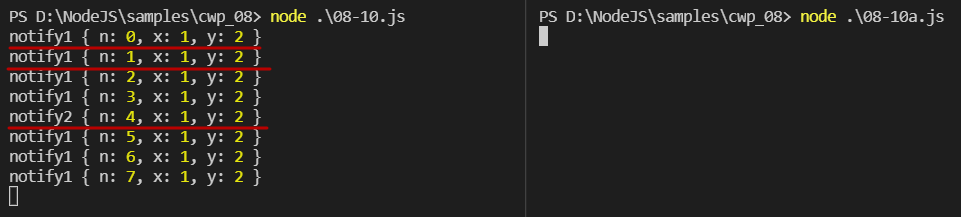 PS D:\NodeJS\samples\cwp_08> node .\08-10.js
notify1 { n: 0, x: 1, y: 2 }
notify1 { n: 1, x: 1, y: 2 }
notify1 { n: 2, x: 1, y: 2 }
notify1 { n: 3, x: 1, y: 2 }
notify2 { n: 4, x: 1, y: 2 }
notify1 { n: 5, x: 1, y: 2 }
notify1 { n: 6, x: 1, y: 2 }
notify1 { n: 7, x: 1, y: 2 }
PS D:\NodeJS\samples\cwp_08> node .\08-10a.js